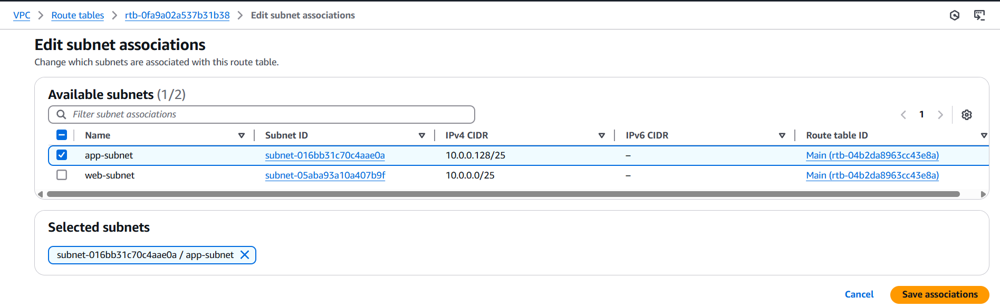 VPC > Route tables > rtb-0fa9a02a537b31b38 > Edit subnet associations
Edit subnet associations
Change which subnets are associated with this route table.
Available subnets (1/2)
Filter subnet associations
1
Name Subnet ID IPv4 CIDR IPv6 CIDR Route table ID
app-subnet subnet-016bb31c70c4aae0a 10.0.0.128/25 – Main (rtb-04b2da8963cc43e8a)
web-subnet subnet-05aba93a10a407b9f 10.0.0.0/25 – Main (rtb-04b2da8963cc43e8a)
Selected subnets
subnet-016bb31c70c4aae0a / app-subnet
Cancel Save associations